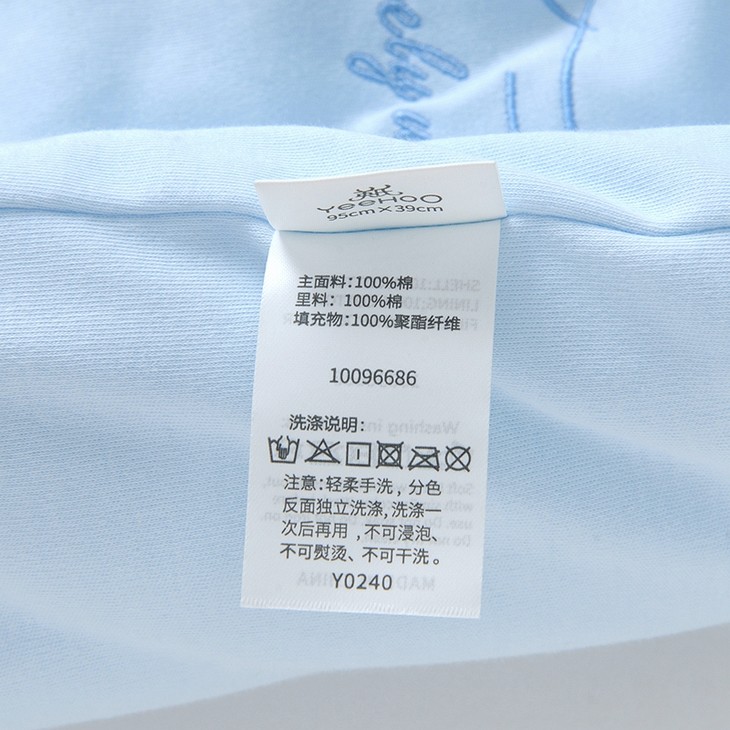 ely
YeeHoO
95cm×39cm
主面料:100%棉
里料: 100%棉
填充物:100%聚酯纤维
10096686
洗涤说明:
注意:轻柔手洗, 分色
反面独立洗涤, 洗涤一
次后再用, 不可浸泡、
不可熨烫、不可干洗。
Y0240